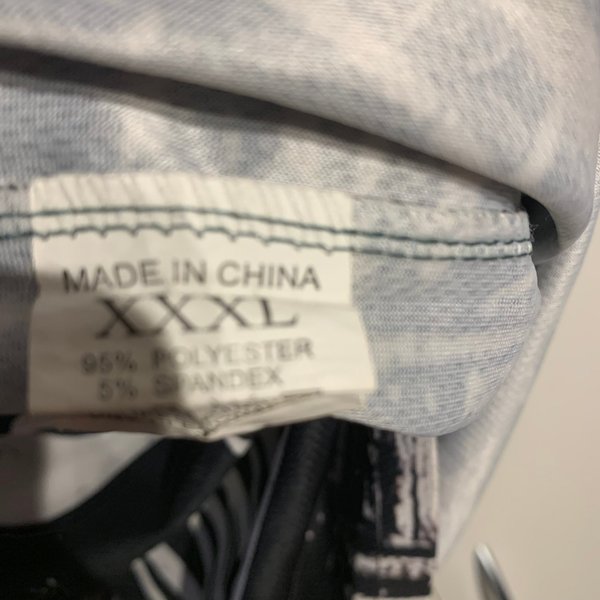 MADE IN CHINA
XXXL
95% POLYESTER
5% SPANDEX